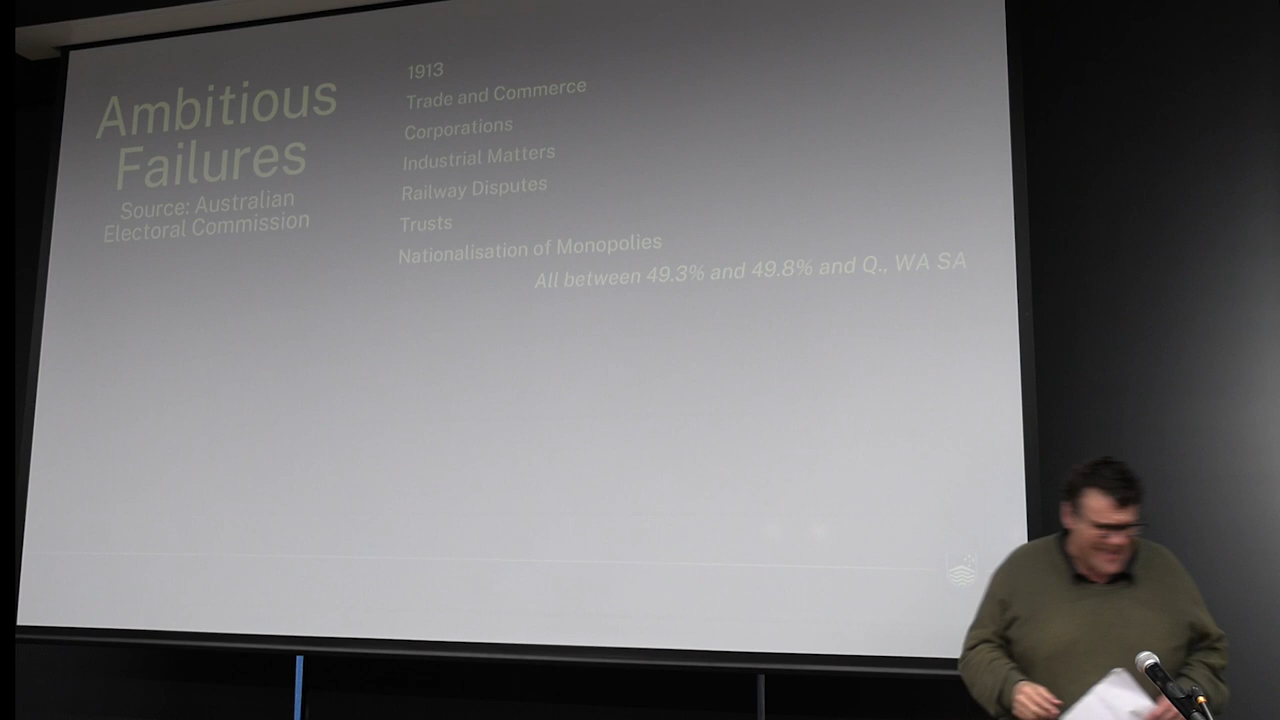 Ambitious
Failures
Source: Australian
Electoral Commission
1913
Trade and Commerce
Corporations
Industrial Matters
Railway Disputes
Trusts
Nationalisation of Monopolies
All between 49.3% and 49.8% and Q., WA SA